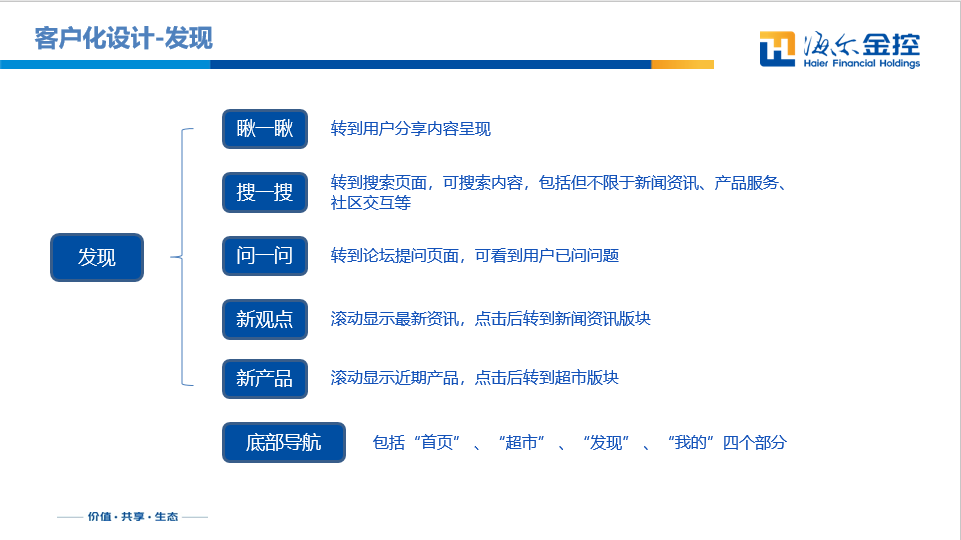 客户化设计-发现
海尔金控
Haier Financial Holdings
发现
瞅一瞅
转到用户分享内容呈现
搜一搜
转到搜索页面，可搜索内容，包括但不限于新闻资讯、产品服务、
社区交互等
问一问
转到论坛提问页面，可看到用户已问问题
新观点
滚动显示最新资讯，点击后转到新闻资讯版块
新产品
滚动显示近期产品，点击后转到超市版块
底部导航
包括“首页”、“超市”、“发现”、“我的”四个部分
价值·共享·生态